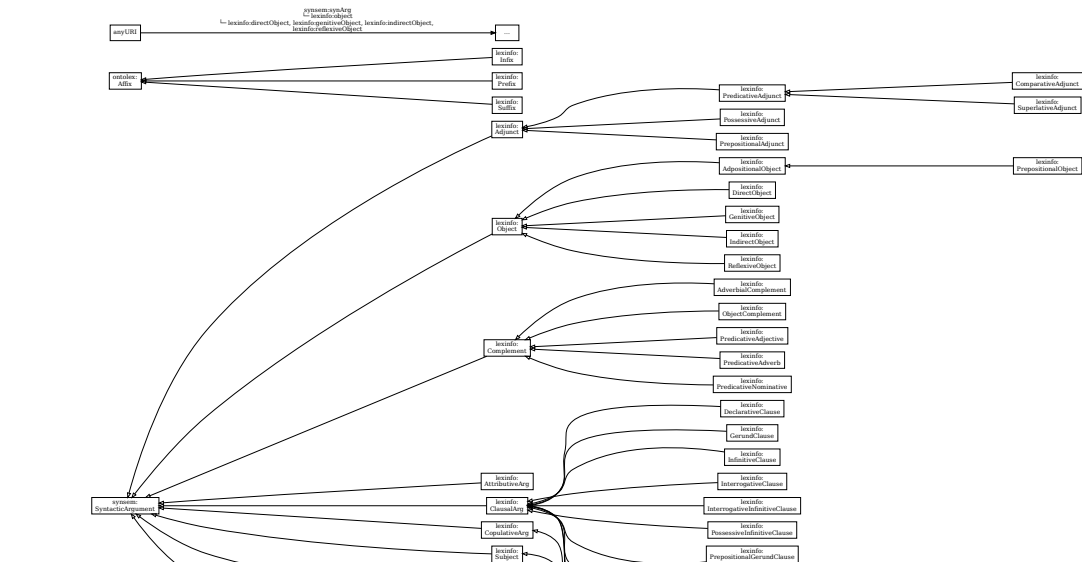 synsem:synArg
└─ lexinfo:object
└─ lexinfo:directObject, lexinfo:genitiveObject, lexinfo:indirectObject,
lexinfo:reflexiveObject
anyURI
...
lexinfo:
Infix
ontolex:
Affix
lexinfo:
Prefix
lexinfo:
Suffix
lexinfo:
Adjunct
lexinfo:
PredicativeAdjunct
lexinfo:
ComparativeAdjunct
lexinfo:
SuperlativeAdjunct
lexinfo:
PossessiveAdjunct
lexinfo:
PrepositionalAdjunct
lexinfo:
AdpositionalObject
lexinfo:
PrepositionalObject
lexinfo:
DirectObject
lexinfo:
Object
lexinfo:
GenitiveObject
lexinfo:
IndirectObject
lexinfo:
ReflexiveObject
lexinfo:
AdverbialComplement
lexinfo:
ObjectComplement
lexinfo:
Complement
lexinfo:
PredicativeAdjective
lexinfo:
PredicativeAdverb
lexinfo:
PredicativeNominative
lexinfo:
DeclarativeClause
lexinfo:
GerundClause
lexinfo:
InfinitiveClause
lexinfo:
AttributiveArg
lexinfo:
InterrogativeClause
synsem:
SyntacticArgument
lexinfo:
ClausalArg
lexinfo:
InterrogativeInfinitiveClause
lexinfo:
CopulativeArg
lexinfo:
PossessiveInfinitiveClause
lexinfo:
Subject
lexinfo:
PrepositionalGerundClause